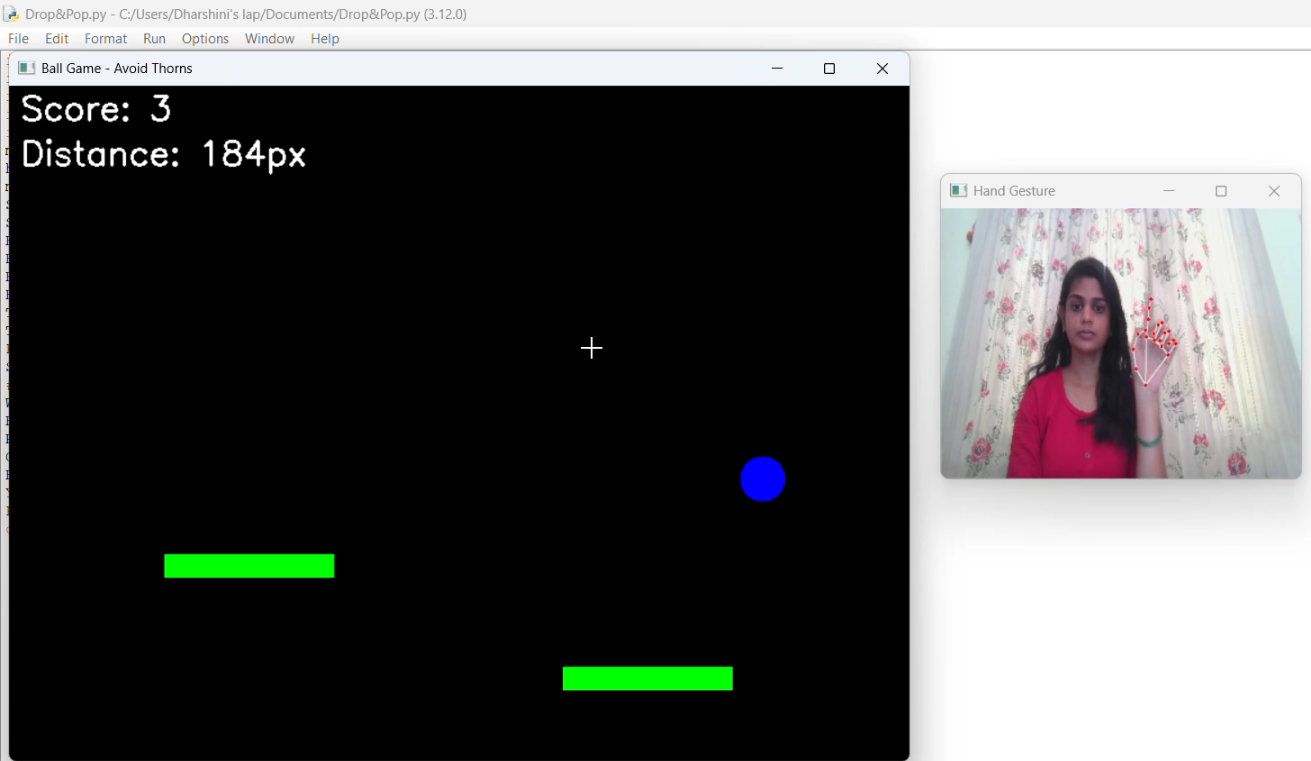 Drop&Pop.py - C:/Users/Dharshini's lap/Documents/Drop&Pop.py (3.12.0)
File Edit Format Run Options Window Help
Ball Game - Avoid Thorns
Score: 3
Distance: 184px
Hand Gesture